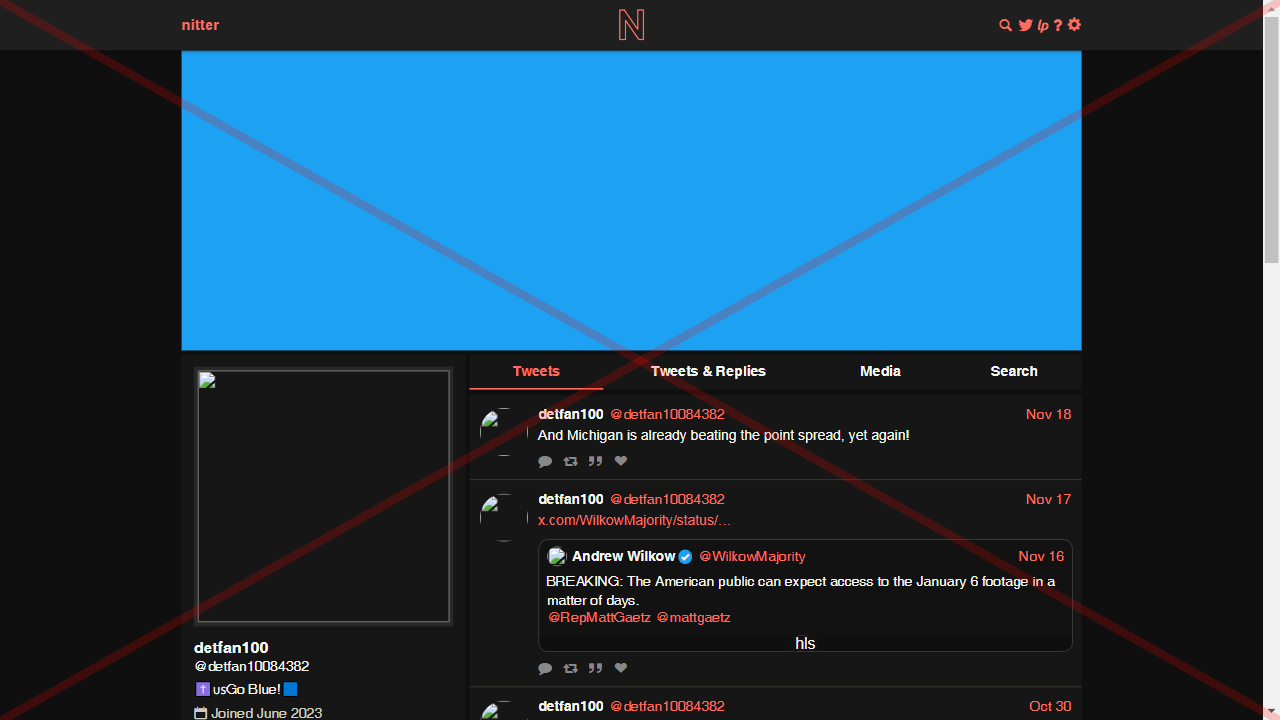 nitter
N
lp ?
Tweets
Tweets & Replies
Media
Search
detfan100 @detfan10084382 Nov 18
And Michigan is already beating the point spread, yet again!
detfan100 @detfan10084382 Nov 17
x.com/WilkowMajority/status/…
Andrew Wilkow @WilkowMajority Nov 16
BREAKING: The American public can expect access to the January 6 footage in a
matter of days.
@RepMattGaetz @mattgaetz
hls
detfan100 @detfan10084382 Oct 30
detfan100
@detfan10084382
✝️usGo Blue!🟦
Joined June 2023